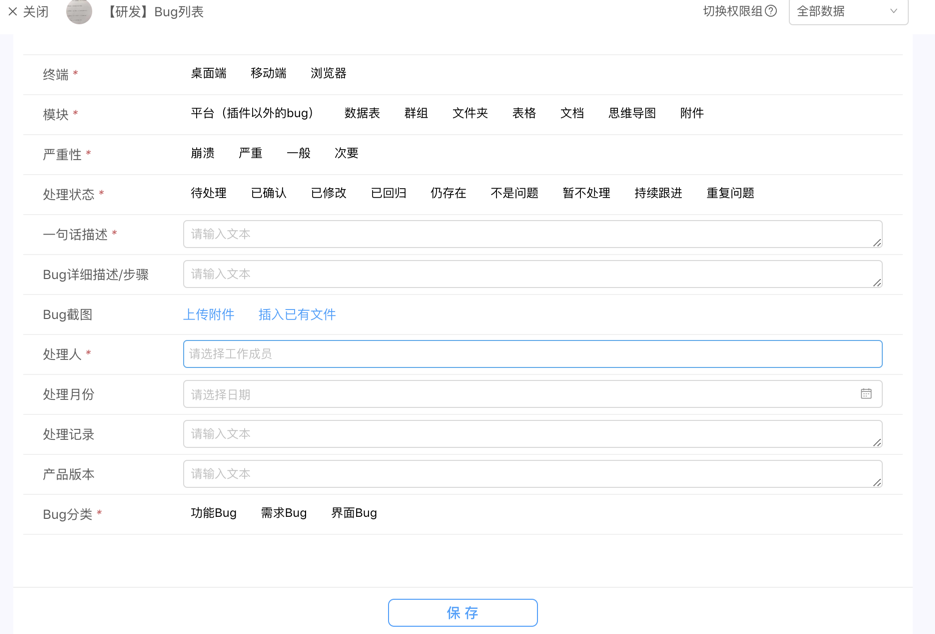 × 关闭 【研发】Bug列表 切换权限组? 全部数据
终端 * 桌面端 移动端 浏览器
模块 * 平台（插件以外的bug） 数据表 群组 文件夹 表格 文档 思维导图 附件
严重性 * 崩溃 严重 一般 次要
处理状态 * 待处理 已确认 已修改 已回归 仍存在 不是问题 暂不处理 持续跟进 重复问题
一句话描述 * 请输入文本
Bug详细描述/步骤 请输入文本
Bug截图 上传附件 插入已有文件
处理人 * 请选择工作成员
处理月份 请选择日期
处理记录 请输入文本
产品版本 请输入文本
Bug分类 * 功能Bug 需求Bug 界面Bug
保 存